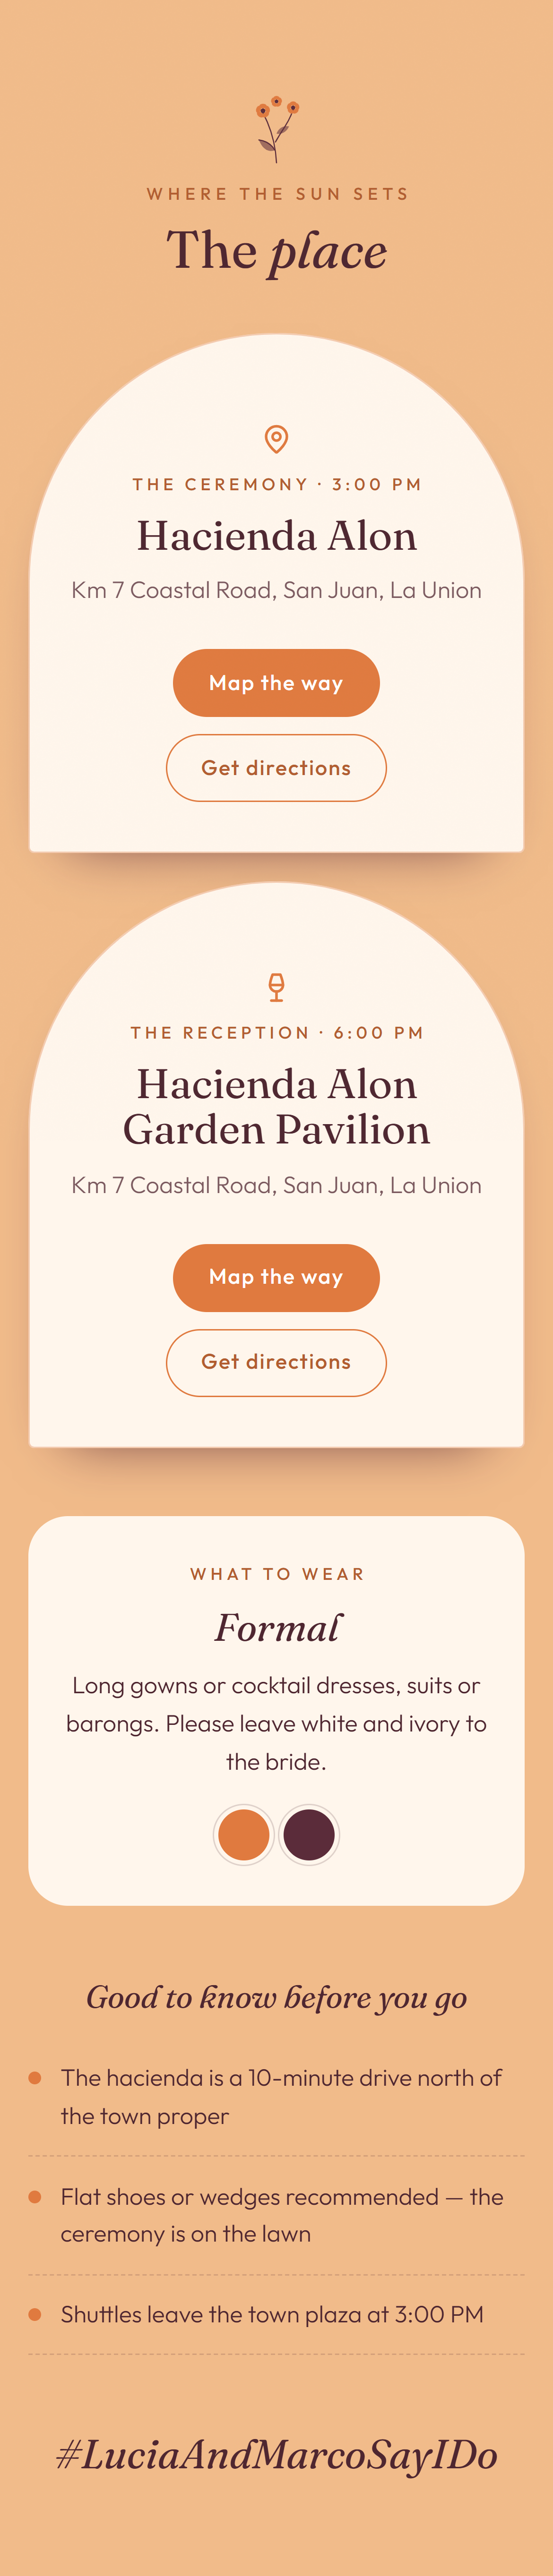 WHERE THE SUN SETS
The place
THE CEREMONY · 3:00 PM
Hacienda Alon
Km 7 Coastal Road, San Juan, La Union
Map the way
Get directions
THE RECEPTION · 6:00 PM
Hacienda Alon
Garden Pavilion
Km 7 Coastal Road, San Juan, La Union
Map the way
Get directions
WHAT TO WEAR
Formal
Long gowns or cocktail dresses, suits or
barongs. Please leave white and ivory to
the bride.
Good to know before you go
The hacienda is a 10-minute drive north of
the town proper
Flat shoes or wedges recommended — the
ceremony is on the lawn
Shuttles leave the town plaza at 3:00 PM
#LuciaAndMarcoSayIDo